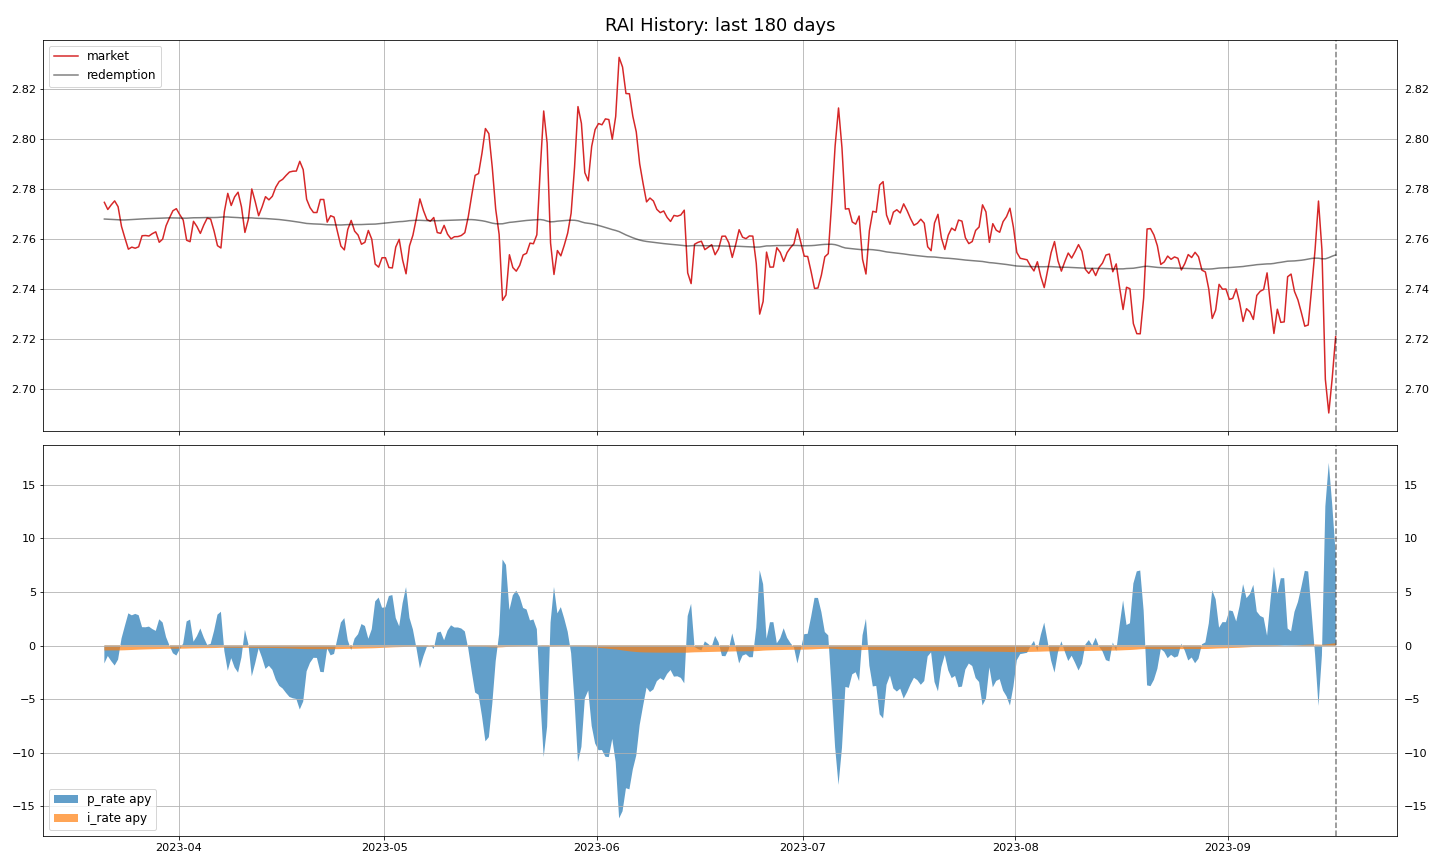 RAI History: last 180 days
market
redemption
2.82 2.82
2.80 2.80
2.78 2.78
2.76 2.76
2.74 2.74
2.72 2.72
2.70 2.70
15 15
10 10
5 5
0 0
−5 −5
−10 −10
−15 −15
p_rate apy
i_rate apy
2023-04 2023-05 2023-06 2023-07 2023-08 2023-09